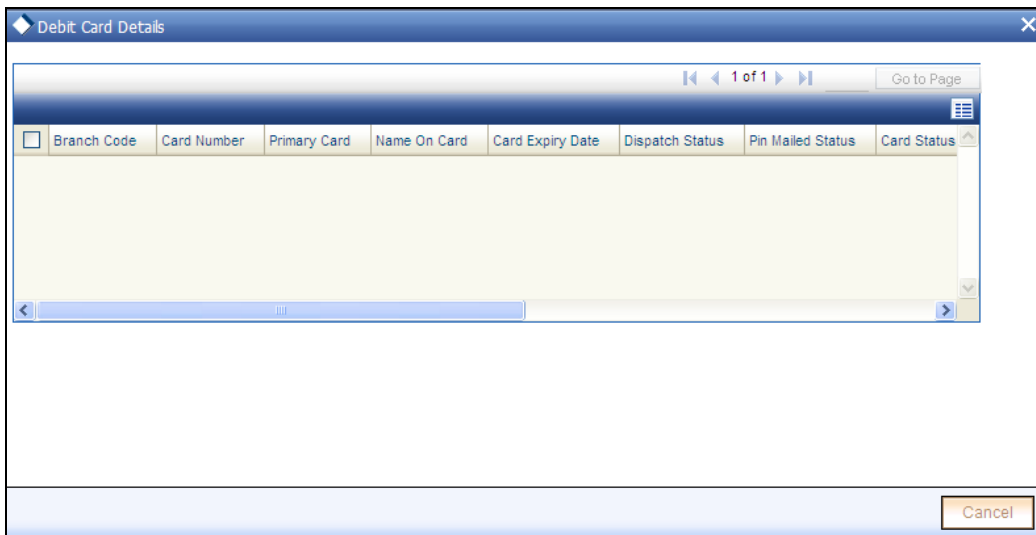 Debit Card Details
1 of 1 Go to Page
Branch Code Card Number Primary Card Name On Card Card Expiry Date Dispatch Status Pin Mailed Status Card Status
Cancel